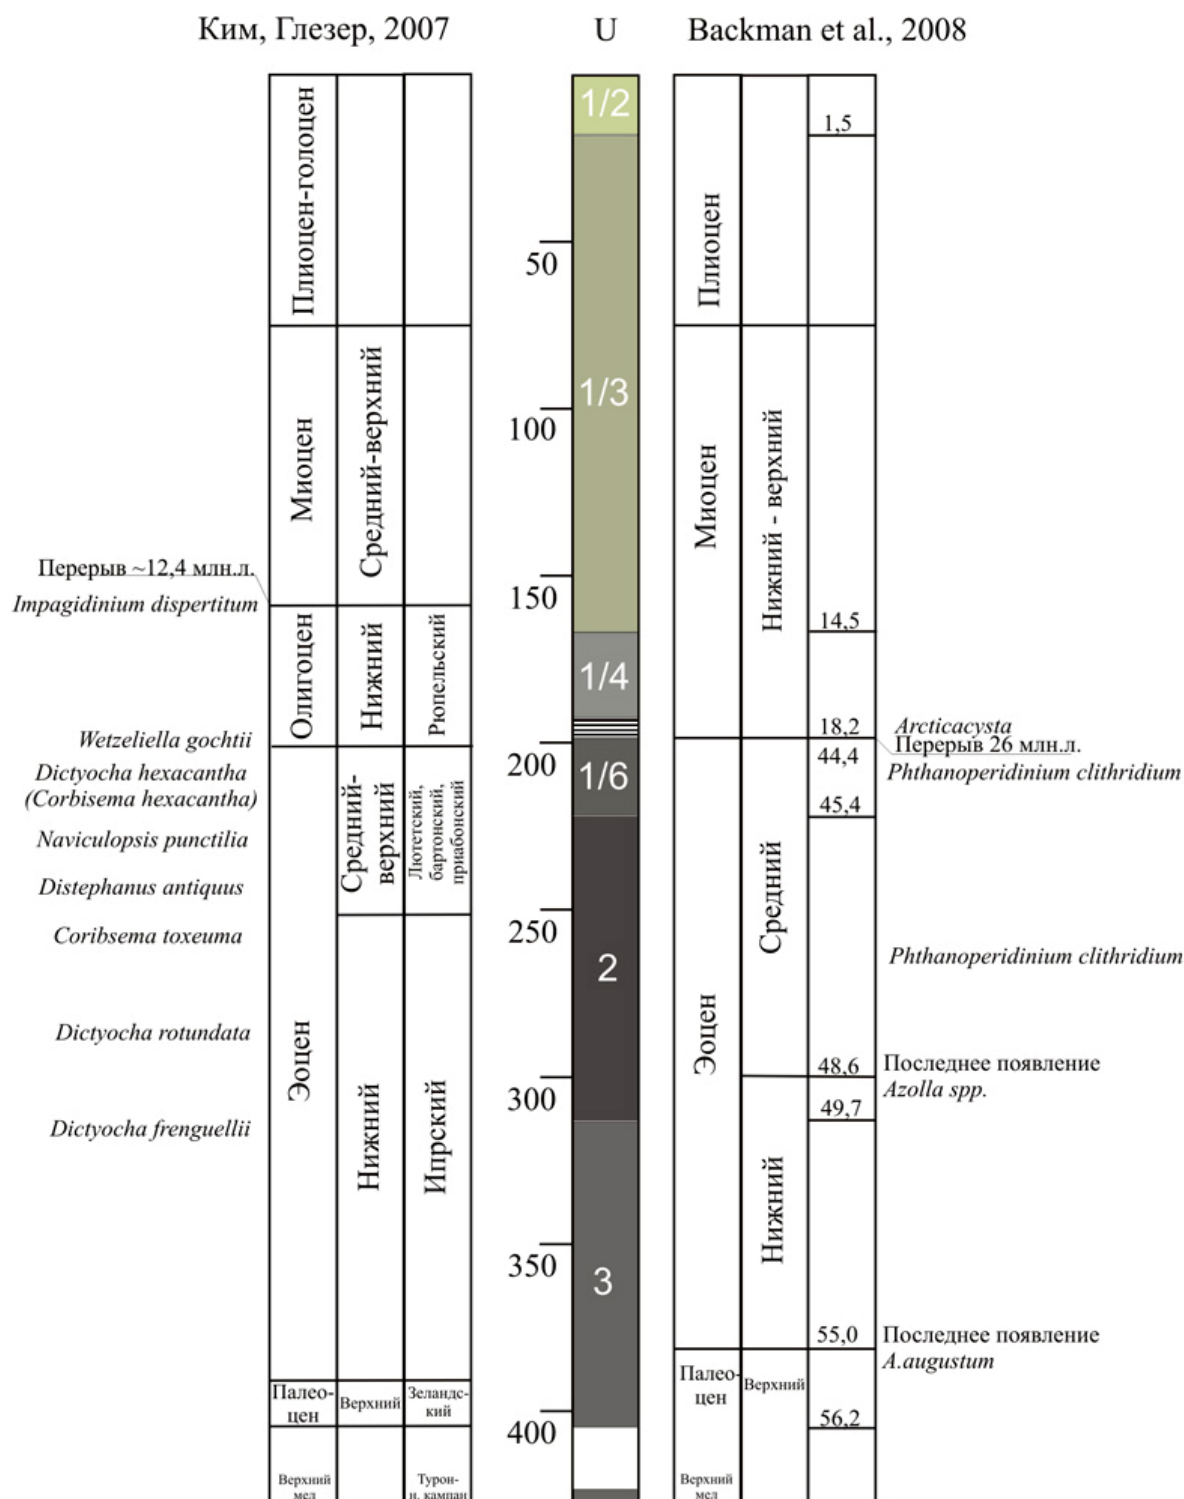 Ким, Глезер, 2007
U
Backman et al., 2008
Плиоцен-голоцен
Миоцен
Средний-верхний
Перерыв ~12,4 млн.л.
Impagidinium dispertitum
Олигоцен
Нижний
Рюпельский
Wetzeliella gochtii
Dictyocha hexacantha
(Corbisema hexacantha)
Naviculopsis punctilia
Distephanus antiquus
Coribsema toxeuma
Dictyocha rotundata
Dictyocha frenguellii
Эоцен
Средний-
верхний
Лютетский,
бартонский,
приабонский
Нижний
Ипрский
Палео-
цен
Верхний
Зеландс-
кий
Верхний
мел
Турон-
н. кампан
50
100
150
200
250
300
350
400
1/2
1/3
1/4
1/6
2
3
Плиоцен
Миоцен
Нижний - верхний
Эоцен
Средний
Нижний
Палео-
цен
Верхний
Верхний
мел
1,5
14,5
18,2
44,4
45,4
48,6
49,7
55,0
56,2
Arcticacysta
Перерыв 26 млн.л.
Phthanoperidinium clithridium
Phthanoperidinium clithridium
Последнее появление
Azolla spp.
Последнее появление
A.augustum